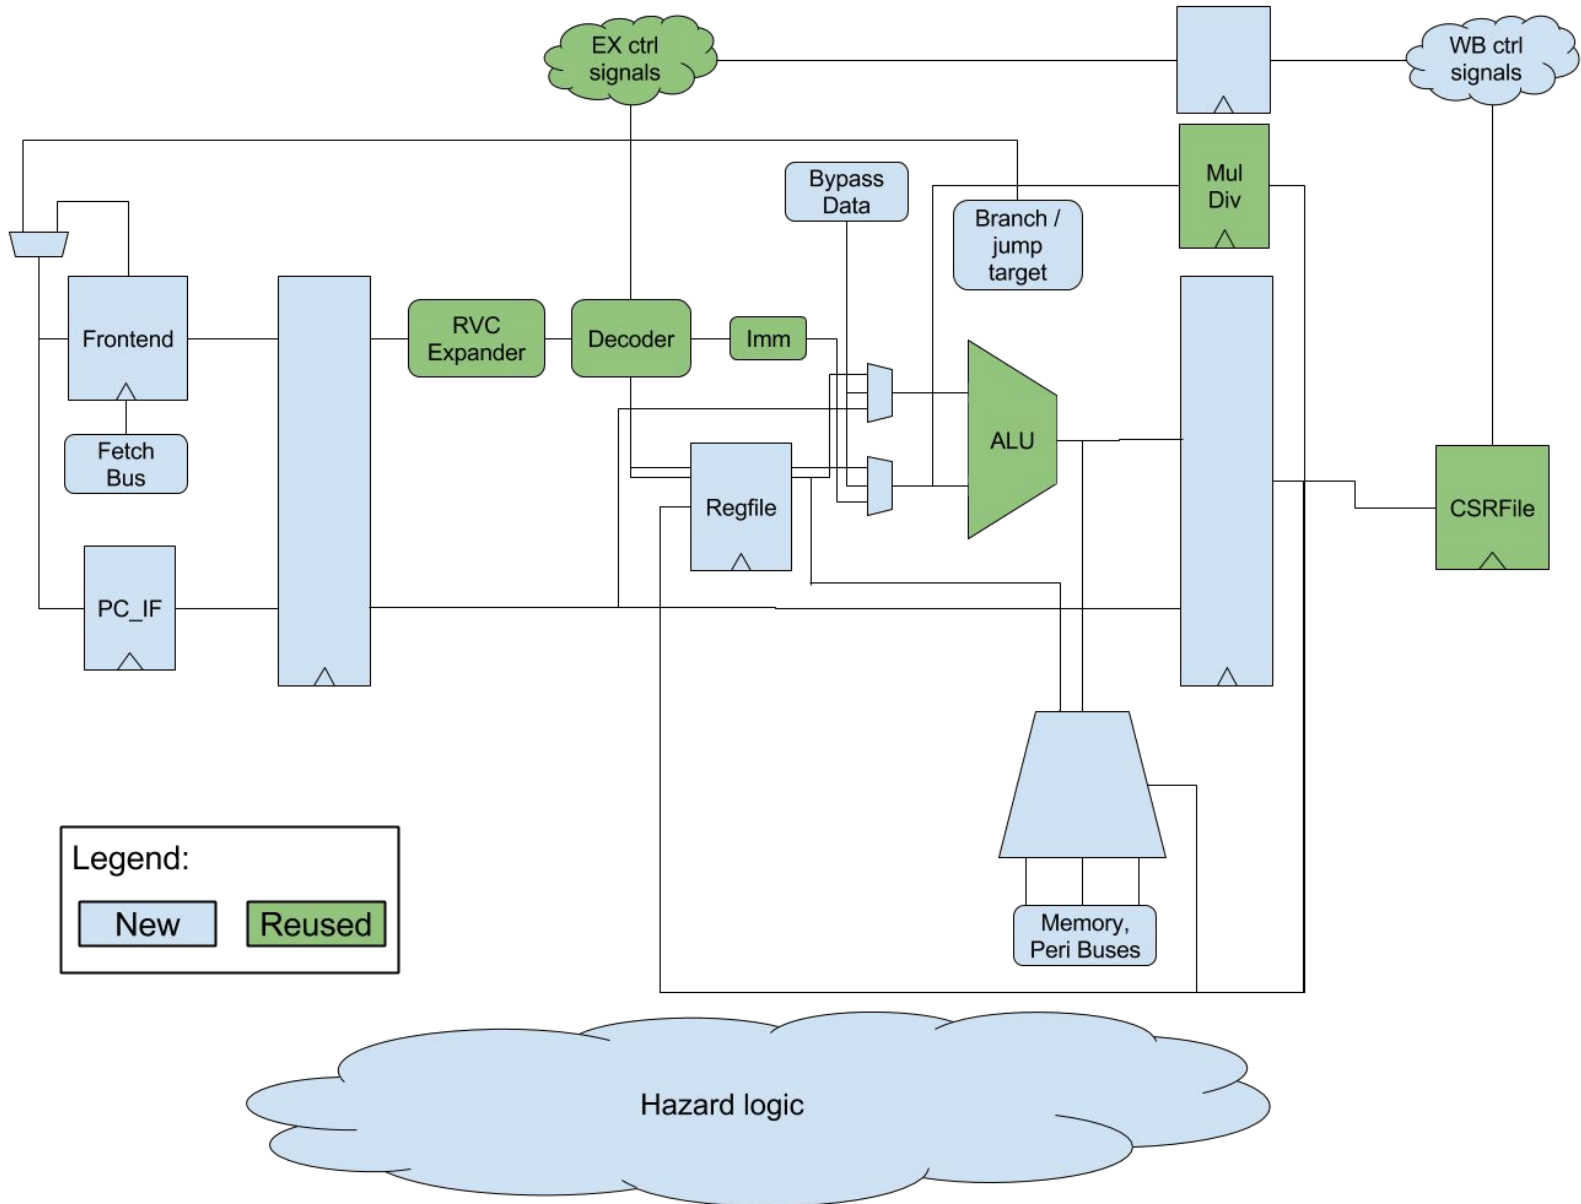 EX ctrl
signals
WB ctrl
signals
Bypass
Data
Mul
Div
Branch /
jump
target
Frontend
RVC
Expander
Decoder
Imm
Fetch
Bus
ALU
Regfile
CSRFile
PC_IF
Legend:
New
Reused
Memory,
Peri Buses
Hazard logic